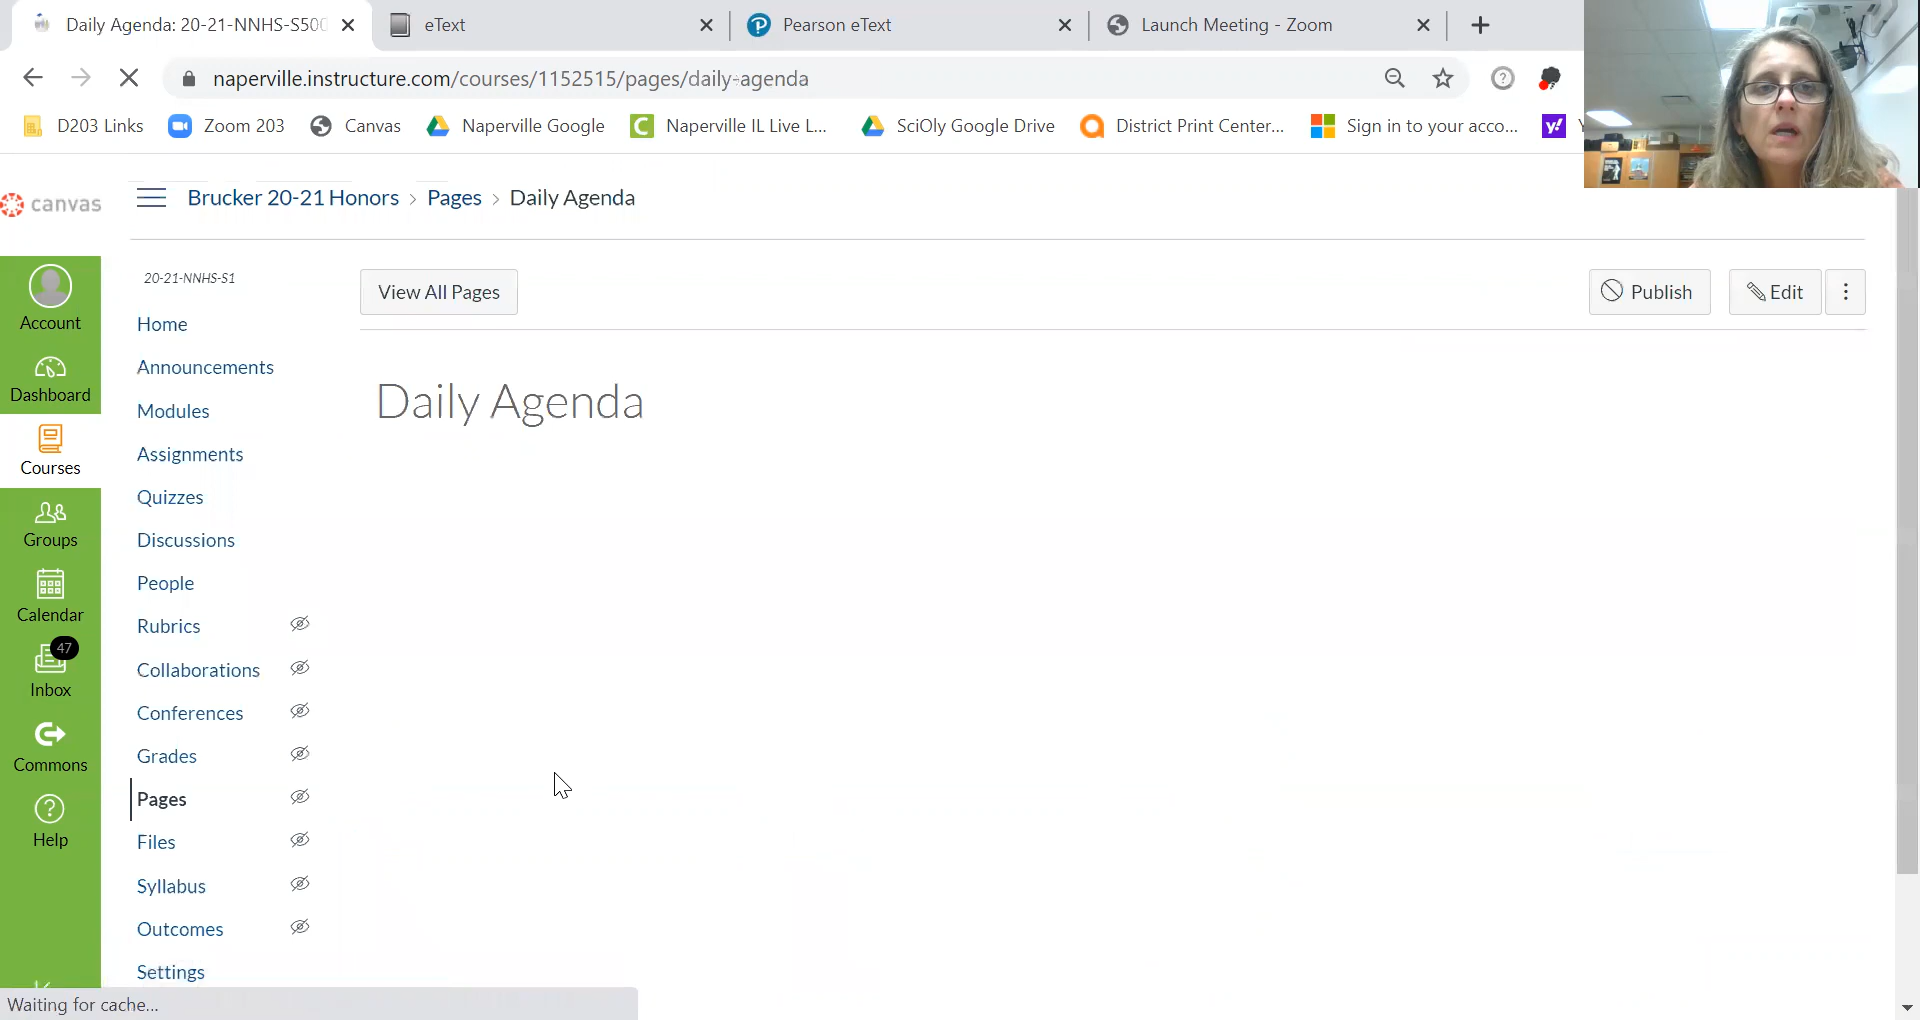 Daily Agenda: 20-21-NNHS-S500
eText
Pearson eText
Launch Meeting - Zoom
naperville.instructure.com/courses/1152515/pages/daily-agenda
D203 Links
Zoom 203
Canvas
Naperville Google
Naperville IL Live L...
SciOly Google Drive
District Print Center...
Sign in to your acco...
canvas
Brucker 20-21 Honors › Pages › Daily Agenda
20-21-NNHS-S1
View All Pages
Publish
Edit
Account
Home
Announcements
Dashboard
Modules
Daily Agenda
Assignments
Courses
Quizzes
Groups
Discussions
People
Calendar
Rubrics
47
Collaborations
Inbox
Conferences
Grades
Commons
Pages
Help
Files
Syllabus
Outcomes
Settings
Waiting for cache...